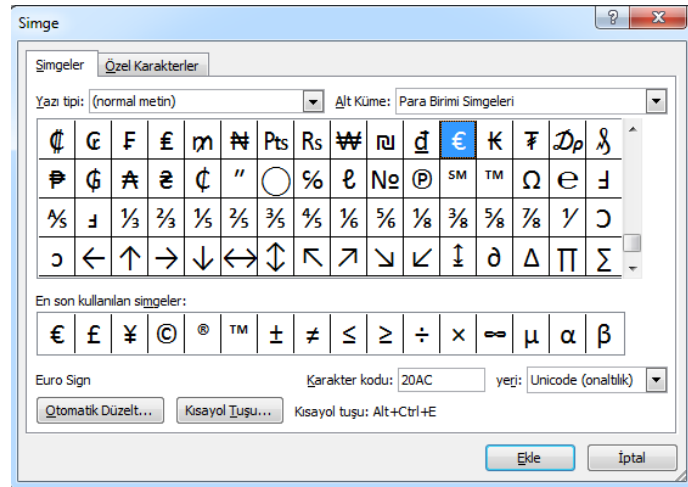 Simge
? X
Simgeler Özel Karakterler
Yazı tipi: (normal metin) Alt Küme: Para Birimi Simgeleri
₡ ₢ ₣ ₤ ₥ ₦ ₧ ₨ ₩ ₪ ₫ € ₭ ₮ ₯ ₰
₱ ₲ ₳ ₴ ₵ ″ ⃝ ℅ ℓ № ℗ ℠ ™ Ω ℮ Ⅎ
⅍ ⅎ ⅓ ⅔ ⅕ ⅖ ⅗ ⅘ ⅙ ⅚ ⅛ ⅜ ⅝ ⅞ ⅟ Ↄ
ↄ ← ↑ → ↓ ↔ ↕ ↖ ↗ ↘ ↙ ↨ ∂ ∆ ∏ ∑
En son kullanılan simgeler:
€ £ ¥ © ® ™ ± ≠ ≤ ≥ ÷ × ∞ µ α β
Euro Sign Karakter kodu: 20AC yeri: Unicode (onaltılık)
Otomatik Düzelt... Kısayol Tuşu... Kısayol tuşu: Alt+Ctrl+E
Ekle İptal